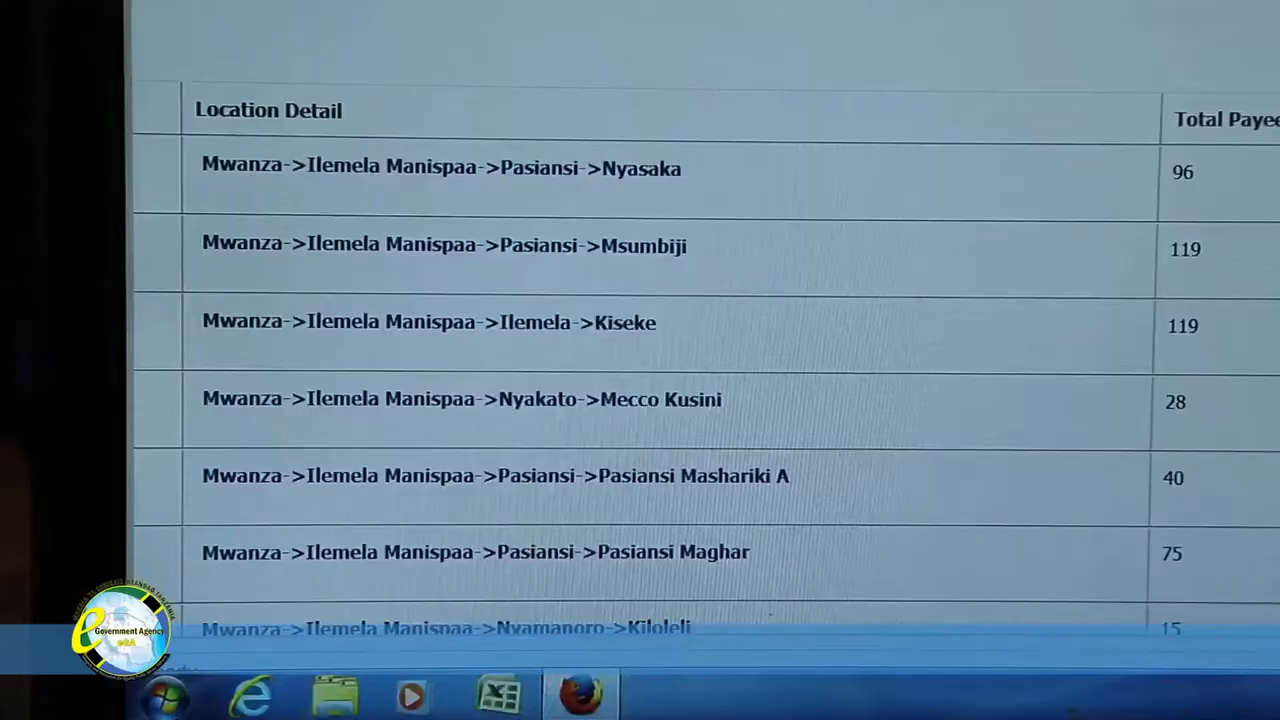 Location Detail Total Payee
Mwanza->Ilemela Manispaa->Pasiansi->Nyasaka 96
Mwanza->Ilemela Manispaa->Pasiansi->Msumbiji 119
Mwanza->Ilemela Manispaa->Ilemela->Kiseke 119
Mwanza->Ilemela Manispaa->Nyakato->Mecco Kusini 28
Mwanza->Ilemela Manispaa->Pasiansi->Pasiansi Mashariki A 40
Mwanza->Ilemela Manispaa->Pasiansi->Pasiansi Maghar 75
Mwanza->Ilemela Manispaa->Nyamanoro->Kiloleli 15
e
Government Agency
eGA